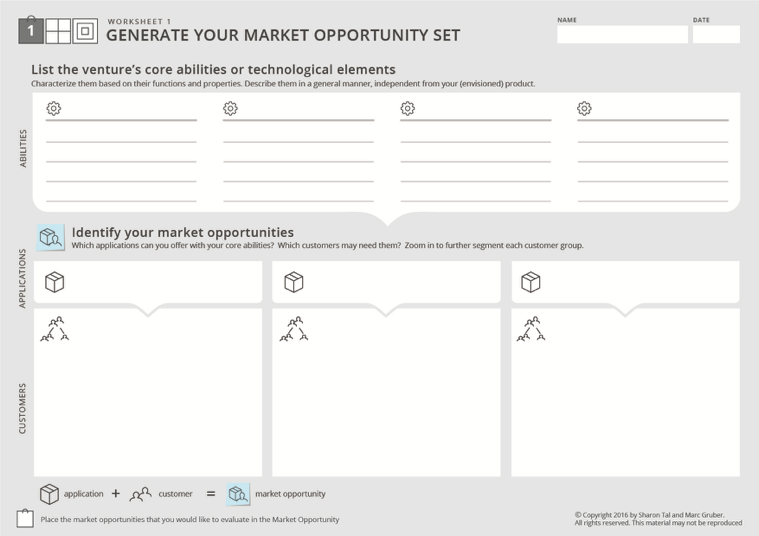 1
WORKSHEET 1
GENERATE YOUR MARKET OPPORTUNITY SET
NAME
DATE
List the venture's core abilities or technological elements
Characterize them based on their functions and properties. Describe them in a general manner, independent from your (envisioned) product.
ABILITIES
Identify your market opportunities
Which applications can you offer with your core abilities? Which customers may need them? Zoom in to further segment each customer group.
APPLICATIONS
CUSTOMERS
application + customer = market opportunity
Place the market opportunities that you would like to evaluate in the Market Opportunity
© Copyright 2016 by Sharon Tal and Marc Gruber.
All rights reserved. This material may not be reproduced